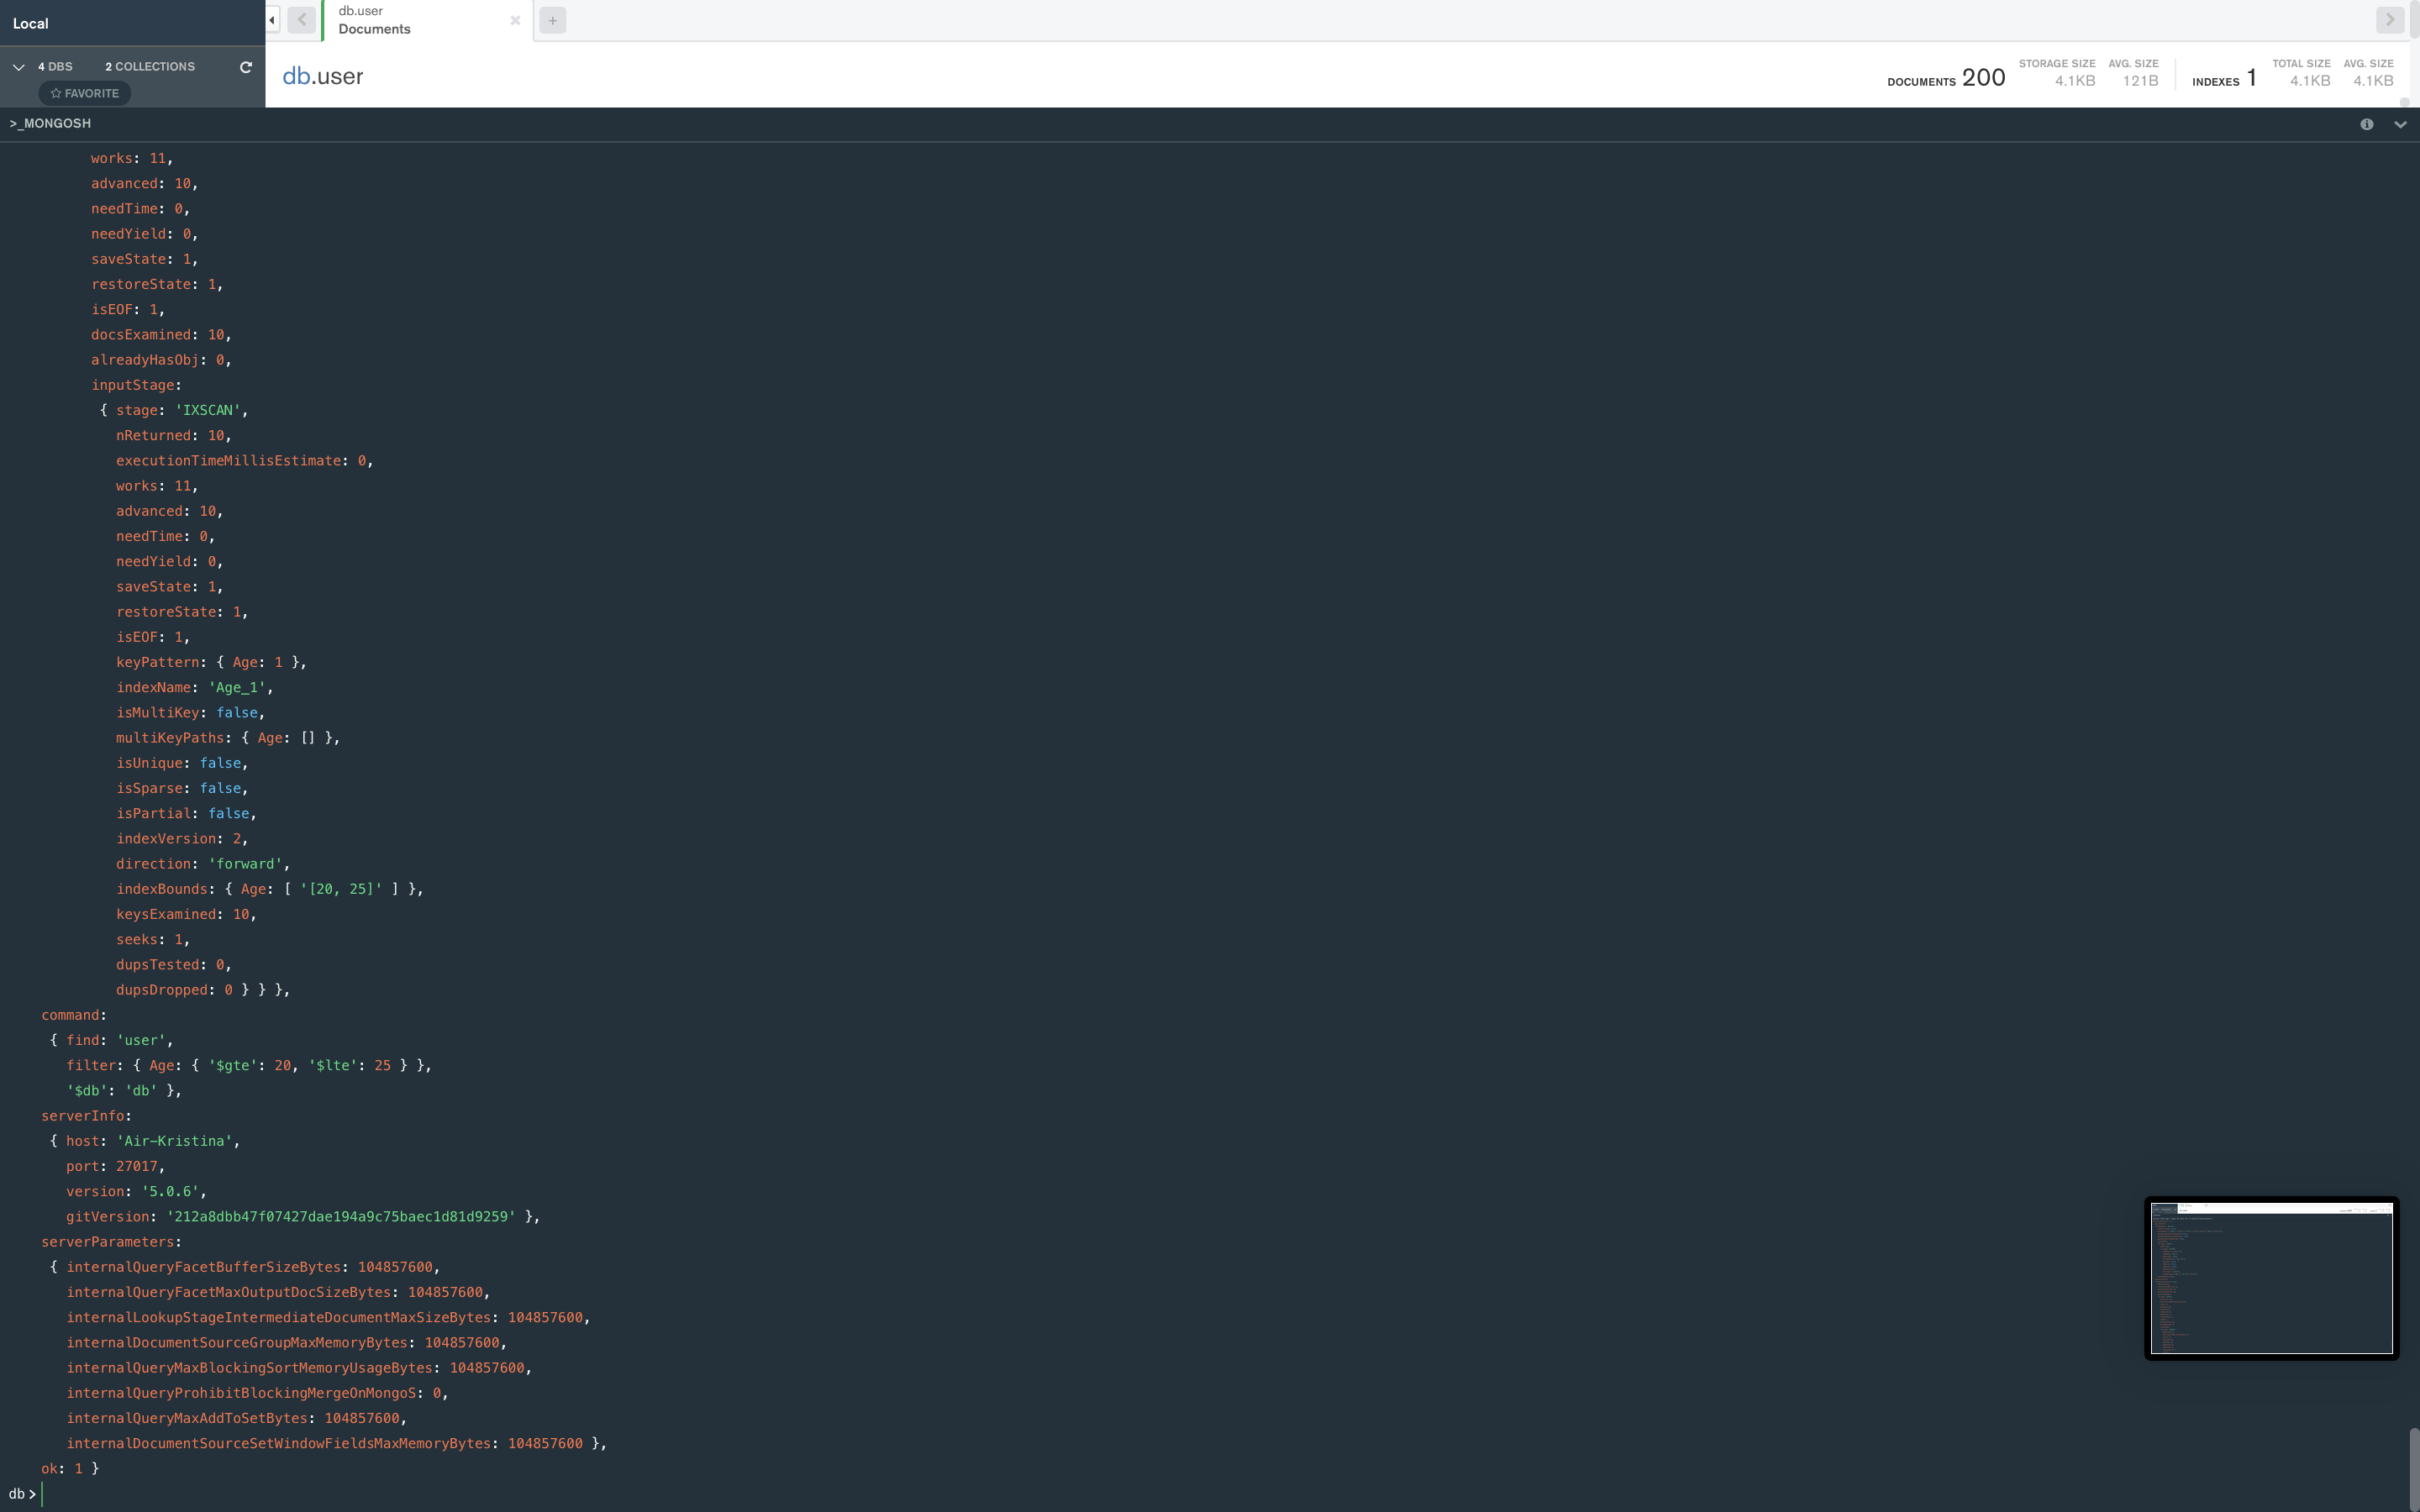 Local
4 DBS 2 COLLECTIONS
FAVORITE
db.user
Documents
db.user
DOCUMENTS 200 STORAGE SIZE 4.1KB AVG. SIZE 121B INDEXES 1 TOTAL SIZE 4.1KB AVG. SIZE 4.1KB
>_MONGOSH
works: 11,
advanced: 10,
needTime: 0,
needYield: 0,
saveState: 1,
restoreState: 1,
isEOF: 1,
docsExamined: 10,
alreadyHasObj: 0,
inputStage:
{ stage: 'IXSCAN',
nReturned: 10,
executionTimeMillisEstimate: 0,
works: 11,
advanced: 10,
needTime: 0,
needYield: 0,
saveState: 1,
restoreState: 1,
isEOF: 1,
keyPattern: { Age: 1 },
indexName: 'Age_1',
isMultiKey: false,
multiKeyPaths: { Age: [] },
isUnique: false,
isSparse: false,
isPartial: false,
indexVersion: 2,
direction: 'forward',
indexBounds: { Age: [ '[20, 25]' ] },
keysExamined: 10,
seeks: 1,
dupsTested: 0,
dupsDropped: 0 } } },
command:
{ find: 'user',
filter: { Age: { '$gte': 20, '$lte': 25 } },
'$db': 'db' },
serverInfo:
{ host: 'Air-Kristina',
port: 27017,
version: '5.0.6',
gitVersion: '212a8dbb47f07427dae194a9c75baec1d81d9259' },
serverParameters:
{ internalQueryFacetBufferSizeBytes: 104857600,
internalQueryFacetMaxOutputDocSizeBytes: 104857600,
internalLookupStageIntermediateDocumentMaxSizeBytes: 104857600,
internalDocumentSourceGroupMaxMemoryBytes: 104857600,
internalQueryMaxBlockingSortMemoryUsageBytes: 104857600,
internalQueryProhibitBlockingMergeOnMongoS: 0,
internalQueryMaxAddToSetBytes: 104857600,
internalDocumentSourceSetWindowFieldsMaxMemoryBytes: 104857600 },
ok: 1 }
db >